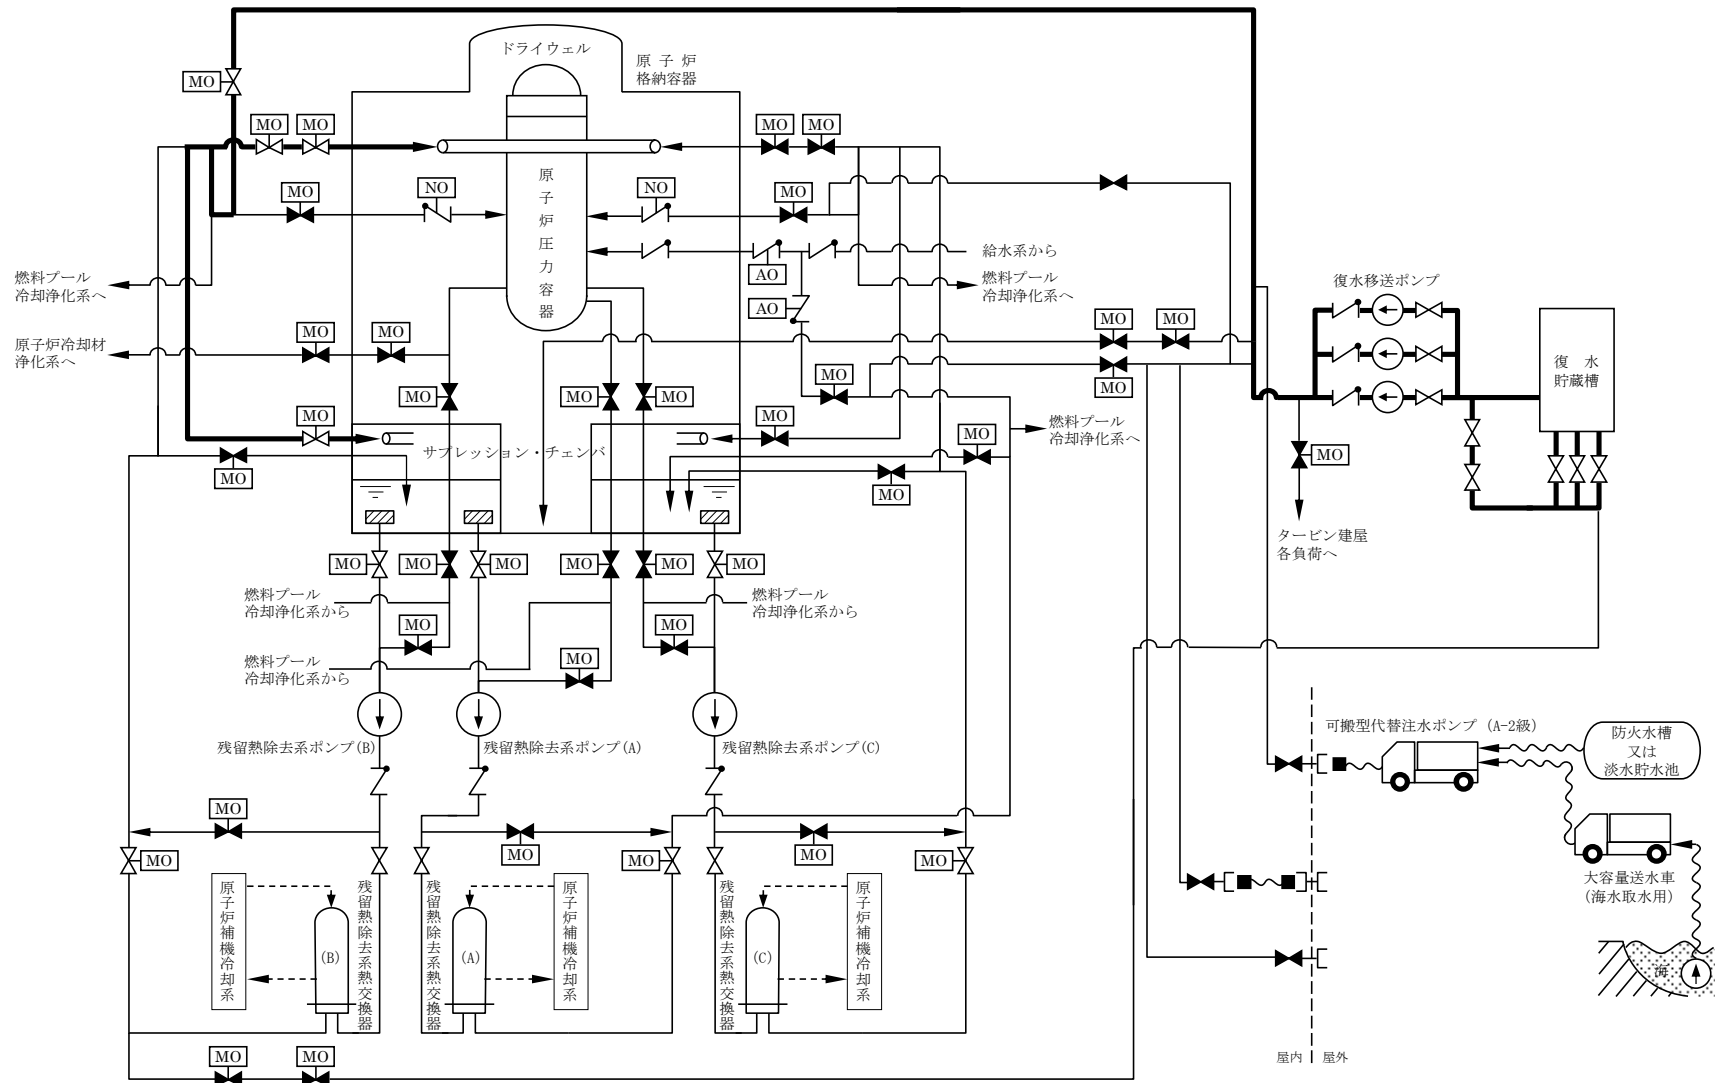 ドライウェル
原子炉
格納容器
MO
MO
MO
MO
MO
MO
NO
NO
MO
原子炉圧力容器
AO
AO
給水系から
燃料プール
冷却浄化系へ
燃料プール
冷却浄化系へ
復水移送ポンプ
MO
MO
MO
MO
MO
原子炉冷却材
浄化系へ
復水
貯蔵槽
MO
MO
MO
MO
MO
MO
燃料プール
冷却浄化系へ
MO
サプレッション・チェンバ
MO
MO
MO
タービン建屋
各負荷へ
MO
MO
MO
MO
MO
MO
燃料プール
冷却浄化系から
燃料プール
冷却浄化系から
MO
MO
燃料プール
冷却浄化系から
MO
残留熱除去系ポンプ(B)
残留熱除去系ポンプ(A)
残留熱除去系ポンプ(C)
可搬型代替注水ポンプ (A-2級)
防火水槽
又は
淡水貯水池
MO
MO
MO
MO
MO
MO
大容量送水車
(海水取水用)
海
原子炉補機冷却系
(B)
残留熱除去系熱交換器
残留熱除去系熱交換器
(A)
原子炉補機冷却系
残留熱除去系熱交換器
(C)
原子炉補機冷却系
MO
MO
屋内
屋外